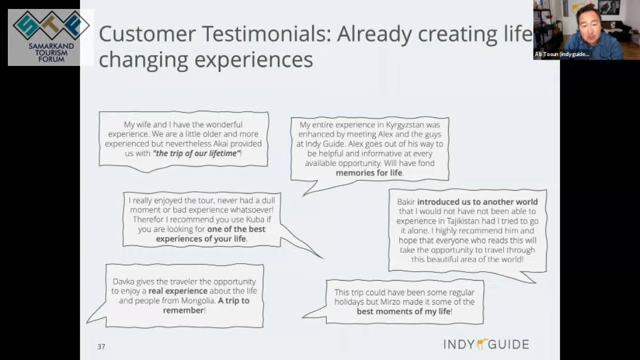 STF
SAMARKAND
TOURISM
FORUM
Customer Testimonials: Already creating life
changing experiences
My wife and I have the wonderful
experience. We are a little older and more
experienced but nevertheless Akai provided
us with "the trip of our lifetime"!
My entire experience in Kyrgyzstan was
enhanced by meeting Alex and the guys
at Indy Guide. Alex goes out of his way to
be helpful and informative at every
available opportunity. Will have fond
memories for life.
I really enjoyed the tour, never had a dull
moment or bad experience whatsoever!
Therefor I recommend you use Kuba if
you are looking for one of the best
experiences of your life.
Bakir introduced us to another world
that I would not have not been able to
experience in Tajikistan had I tried to go
it alone. I highly recommend him and
hope that everyone who reads this will
take the opportunity to travel through
this beautiful area of the world!
Davka gives the traveler the opportunity
to enjoy a real experience about the life
and people from Mongolia. A trip to
remember!
This trip could have been some regular
holidays but Mirzo made it some of the
best moments of my life!
37
INDY GUIDE